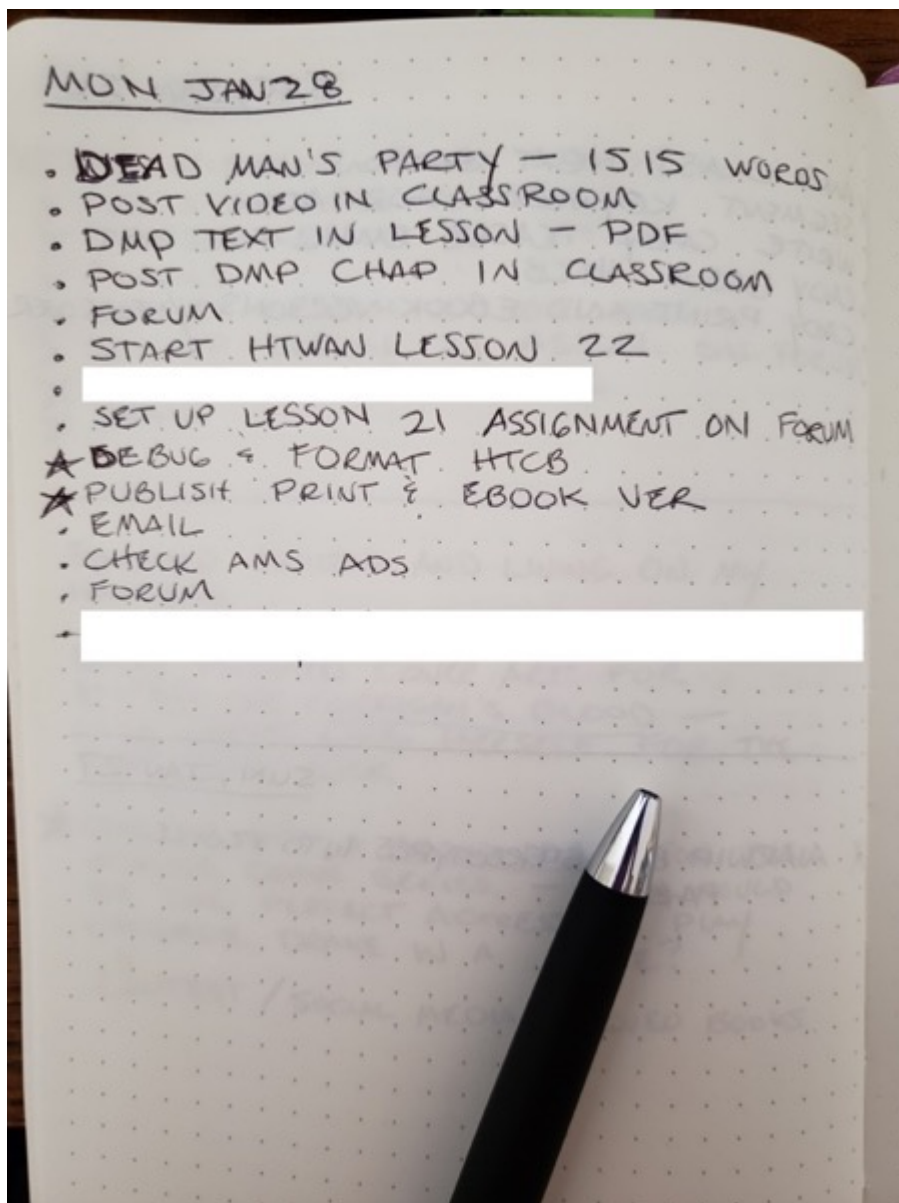 MON JAN 28
• DEAD MAN'S PARTY — 1515 WORDS
• POST VIDEO IN CLASSROOM
• DMP TEXT IN LESSON — PDF
• POST DMP CHAP IN CLASSROOM
• FORUM
• START HTWAN LESSON 22
•
• SET UP LESSON 21 ASSIGNMENT ON FORUM
★ DEBUG & FORMAT HTCB
★ PUBLISH PRINT & EBOOK VER
• EMAIL
• CHECK AMS ADS
• FORUM
•